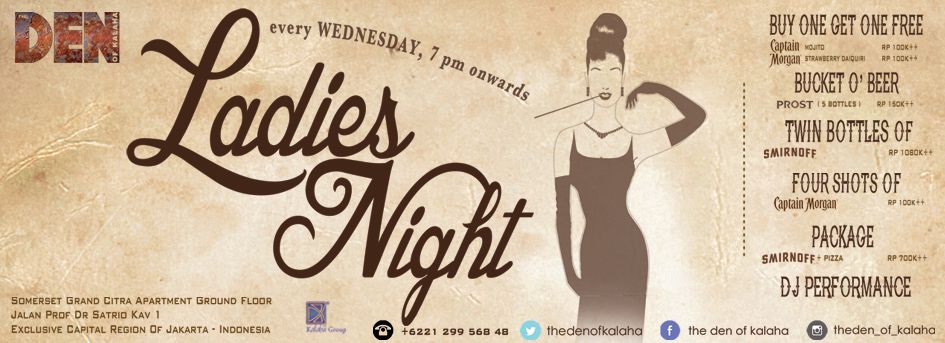 THE
DEN
OF KALAHA
every WEDNESDAY, 7 pm onwards
Ladies
Night
BUY ONE GET ONE FREE
Captain Morgan MOJITO RP 100K++
STRAWBERRY DAIQUIRI RP 100K++
BUCKET O' BEER
PROST ( 5 BOTTLES ) RP 150K++
TWIN BOTTLES OF
SMIRNOFF RP 1080K++
FOUR SHOTS OF
Captain Morgan RP 100K++
PACKAGE
SMIRNOFF + PIZZA RP 700K++
DJ PERFORMANCE
SOMERSET GRAND CITRA APARTMENT GROUND FLOOR
JALAN PROF DR SATRIO KAV 1
EXCLUSIVE CAPITAL REGION OF JAKARTA - INDONESIA
Kalaha Group
+6221 299 568 48
thedenofkalaha
the den of kalaha
theden_of_kalaha